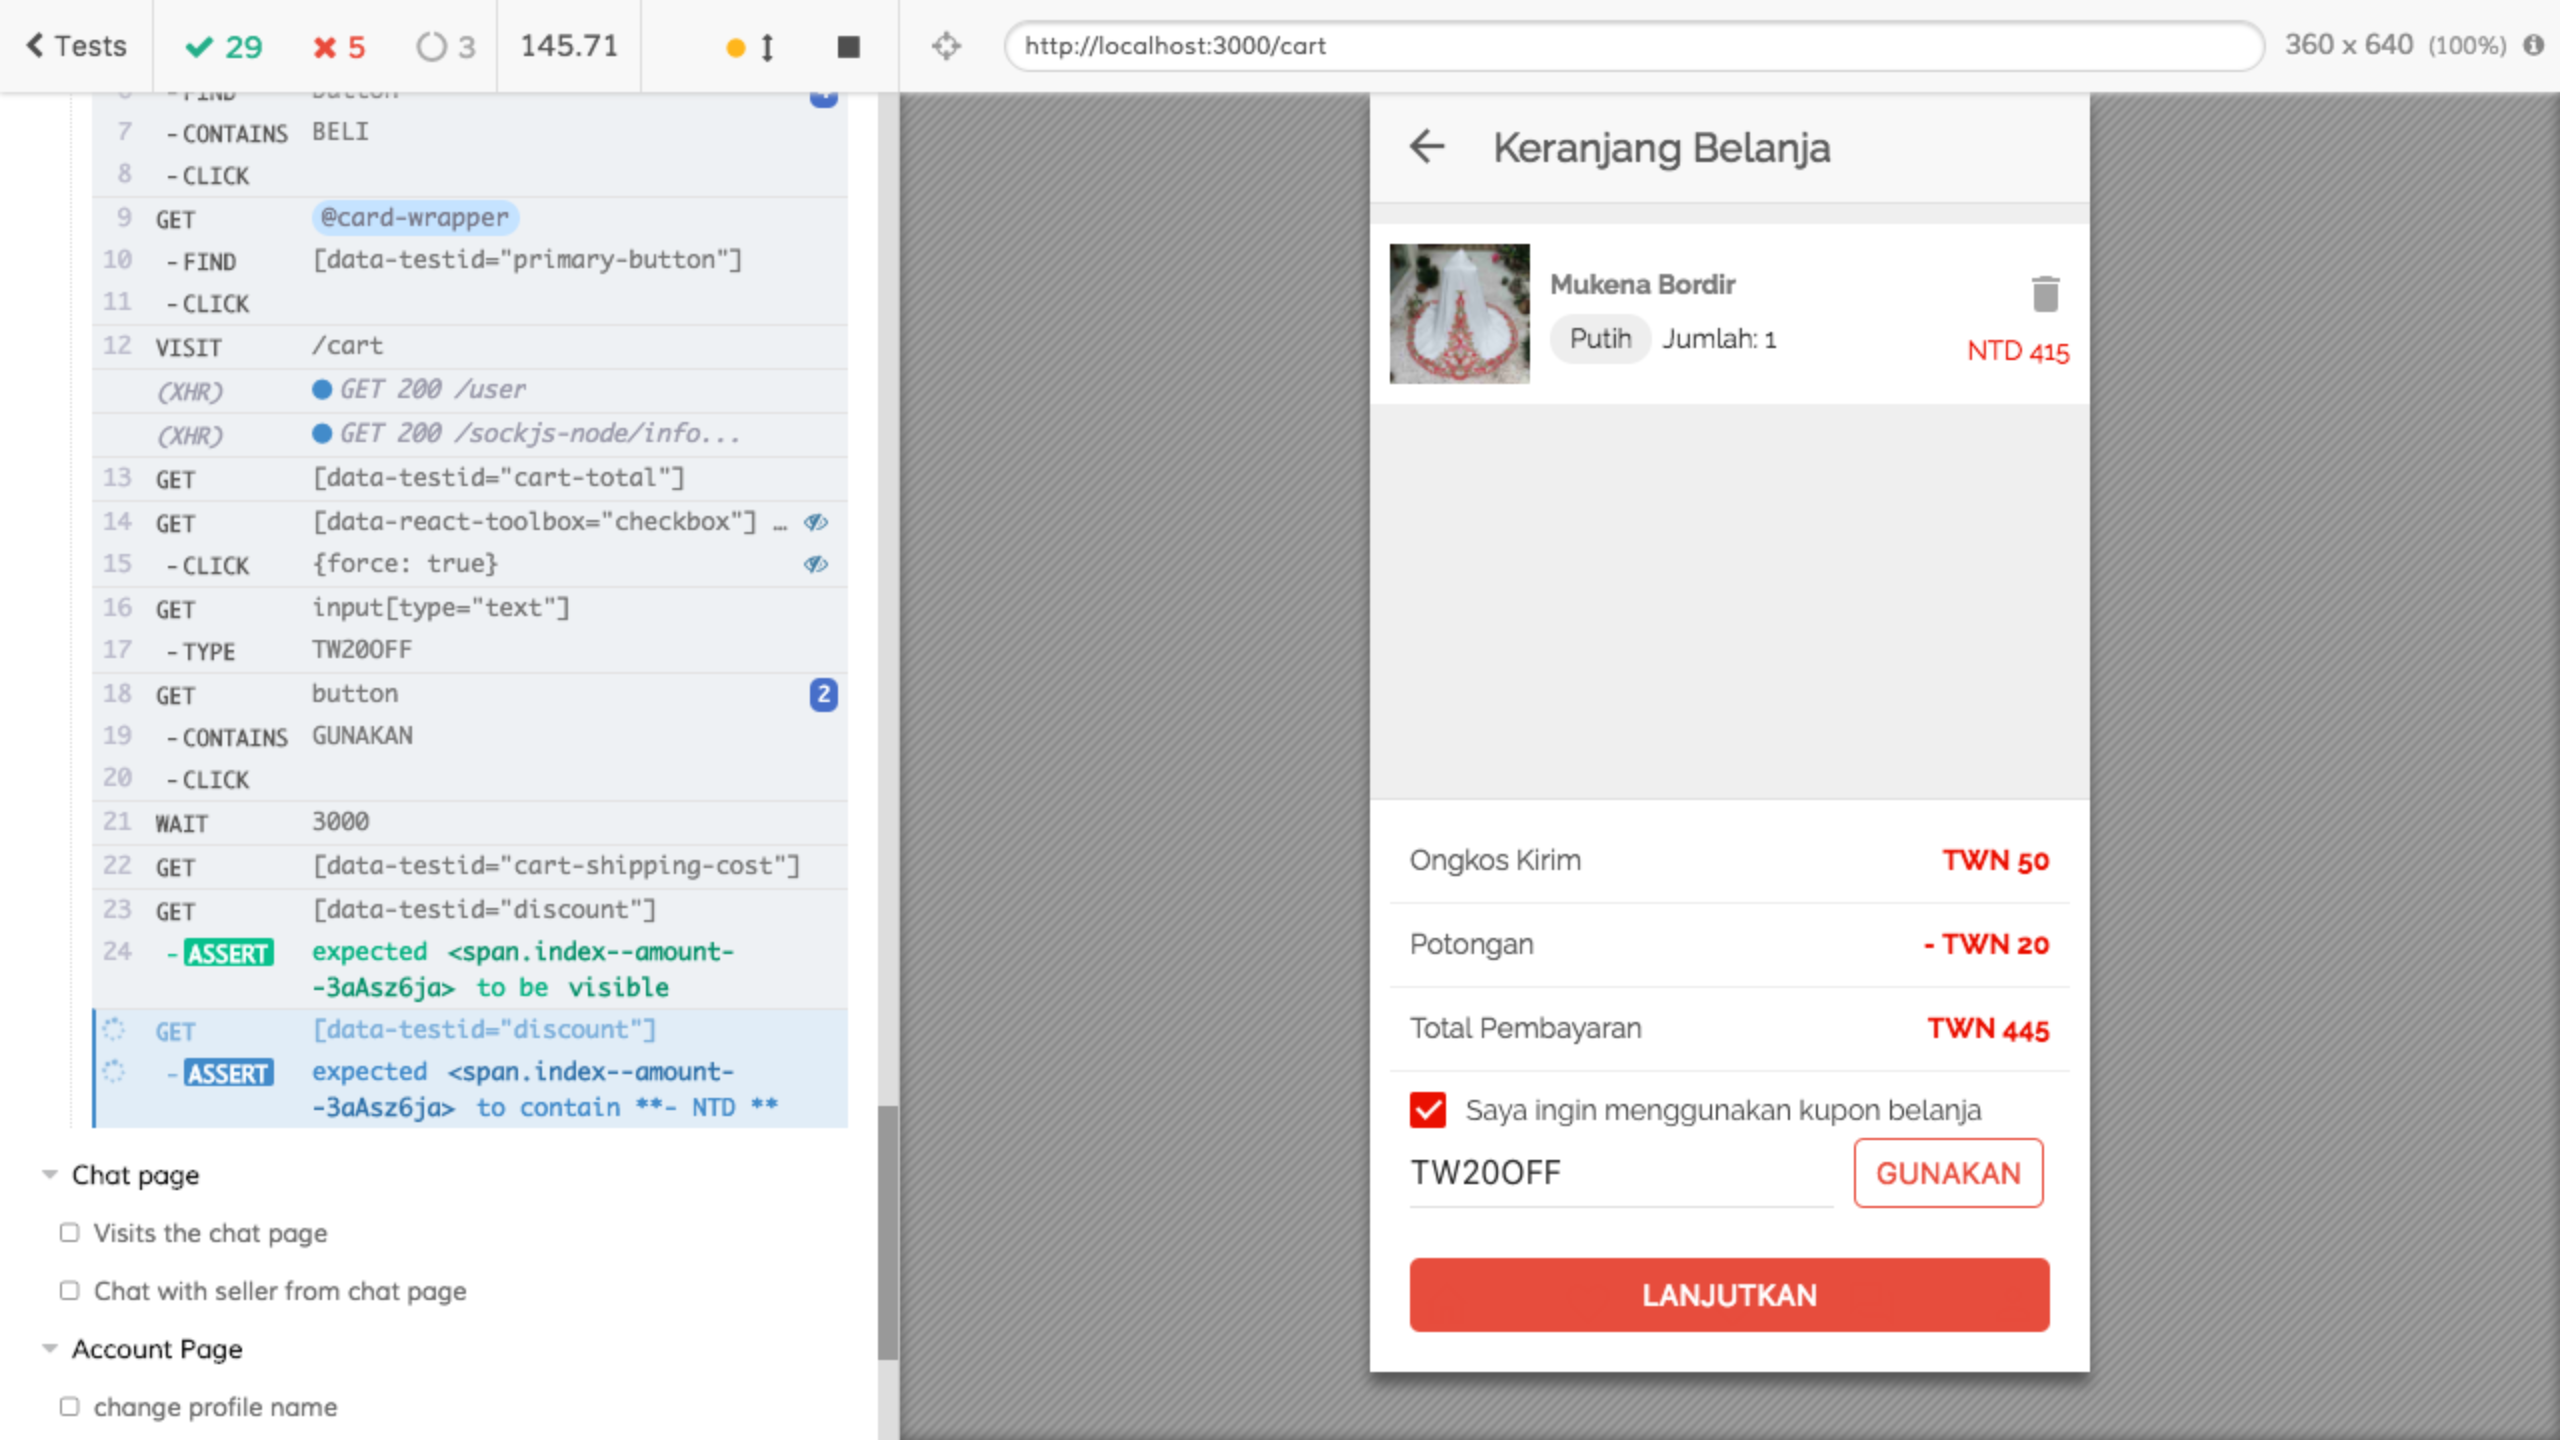 Tests 29 5 3 145.71 http://localhost:3000/cart 360 x 640 (100%)
7 - CONTAINS BELI
8 - CLICK
9 GET @card-wrapper
10 - FIND [data-testid="primary-button"]
11 - CLICK
12 VISIT /cart
(XHR) GET 200 /user
(XHR) GET 200 /sockjs-node/info...
13 GET [data-testid="cart-total"]
14 GET [data-react-toolbox="checkbox"] …
15 - CLICK {force: true}
16 GET input[type="text"]
17 - TYPE TW20OFF
18 GET button 2
19 - CONTAINS GUNAKAN
20 - CLICK
21 WAIT 3000
22 GET [data-testid="cart-shipping-cost"]
23 GET [data-testid="discount"]
24 - ASSERT expected <span.index--amount-
-3aAsz6ja> to be visible
GET [data-testid="discount"]
- ASSERT expected <span.index--amount-
-3aAsz6ja> to contain **- NTD **
Chat page
Visits the chat page
Chat with seller from chat page
Account Page
change profile name
Keranjang Belanja
Mukena Bordir
Putih Jumlah: 1
NTD 415
Ongkos Kirim TWN 50
Potongan - TWN 20
Total Pembayaran TWN 445
Saya ingin menggunakan kupon belanja
TW20OFF GUNAKAN
LANJUTKAN